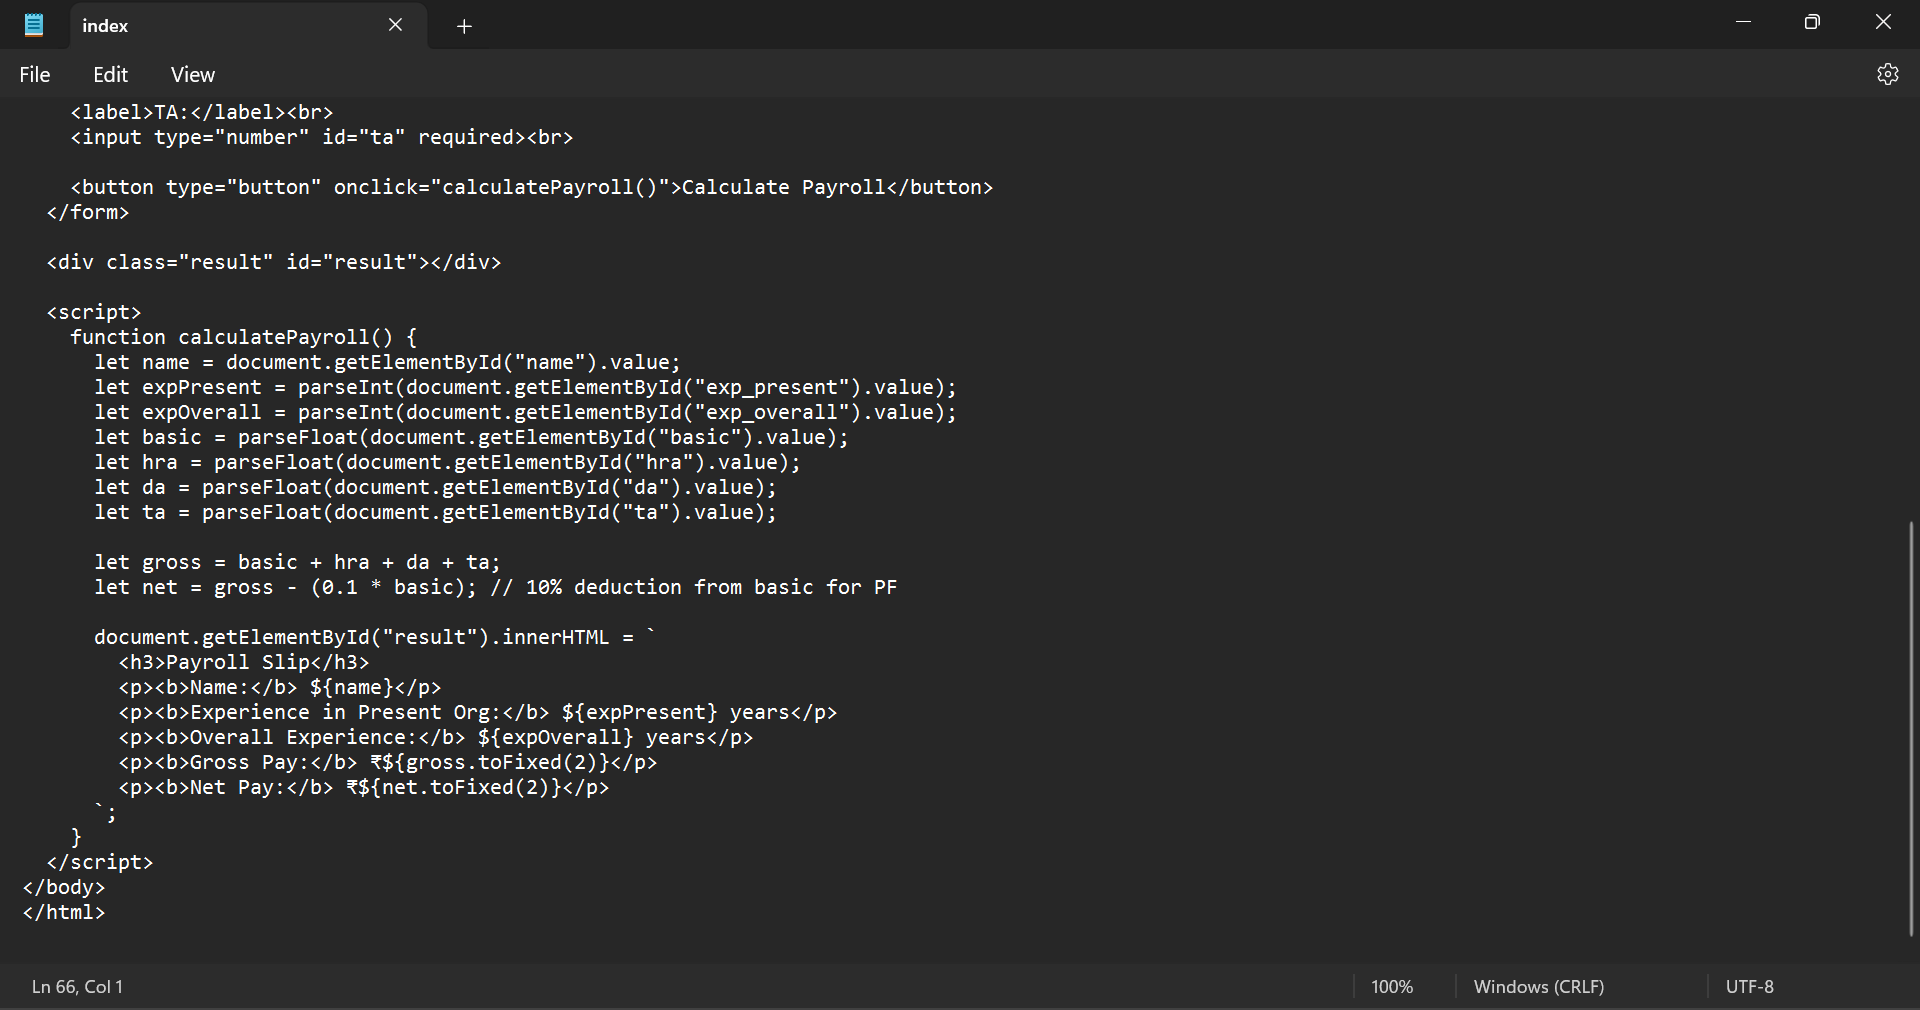 index
File Edit View
<label>TA:</label><br>
<input type="number" id="ta" required><br>
<button type="button" onclick="calculatePayroll()">Calculate Payroll</button>
</form>
<div class="result" id="result"></div>
<script>
function calculatePayroll() {
let name = document.getElementById("name").value;
let expPresent = parseInt(document.getElementById("exp_present").value);
let expOverall = parseInt(document.getElementById("exp_overall").value);
let basic = parseFloat(document.getElementById("basic").value);
let hra = parseFloat(document.getElementById("hra").value);
let da = parseFloat(document.getElementById("da").value);
let ta = parseFloat(document.getElementById("ta").value);
let gross = basic + hra + da + ta;
let net = gross - (0.1 * basic); // 10% deduction from basic for PF
document.getElementById("result").innerHTML = `
<h3>Payroll Slip</h3>
<p><b>Name:</b> ${name}</p>
<p><b>Experience in Present Org:</b> ${expPresent} years</p>
<p><b>Overall Experience:</b> ${expOverall} years</p>
<p><b>Gross Pay:</b> ₹${gross.toFixed(2)}</p>
<p><b>Net Pay:</b> ₹${net.toFixed(2)}</p>
`;
}
</script>
</body>
</html>
Ln 66, Col 1 100% Windows (CRLF) UTF-8